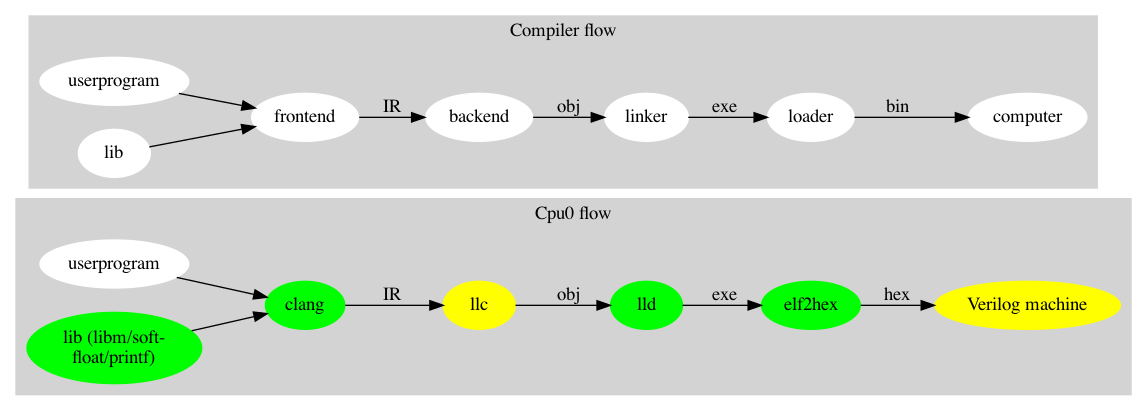 Compiler flow
userprogram
lib
frontend
IR
backend
obj
linker
exe
loader
bin
computer
Cpu0 flow
userprogram
lib (libm/soft-
float/printf)
clang
IR
llc
obj
lld
exe
elf2hex
hex
Verilog machine